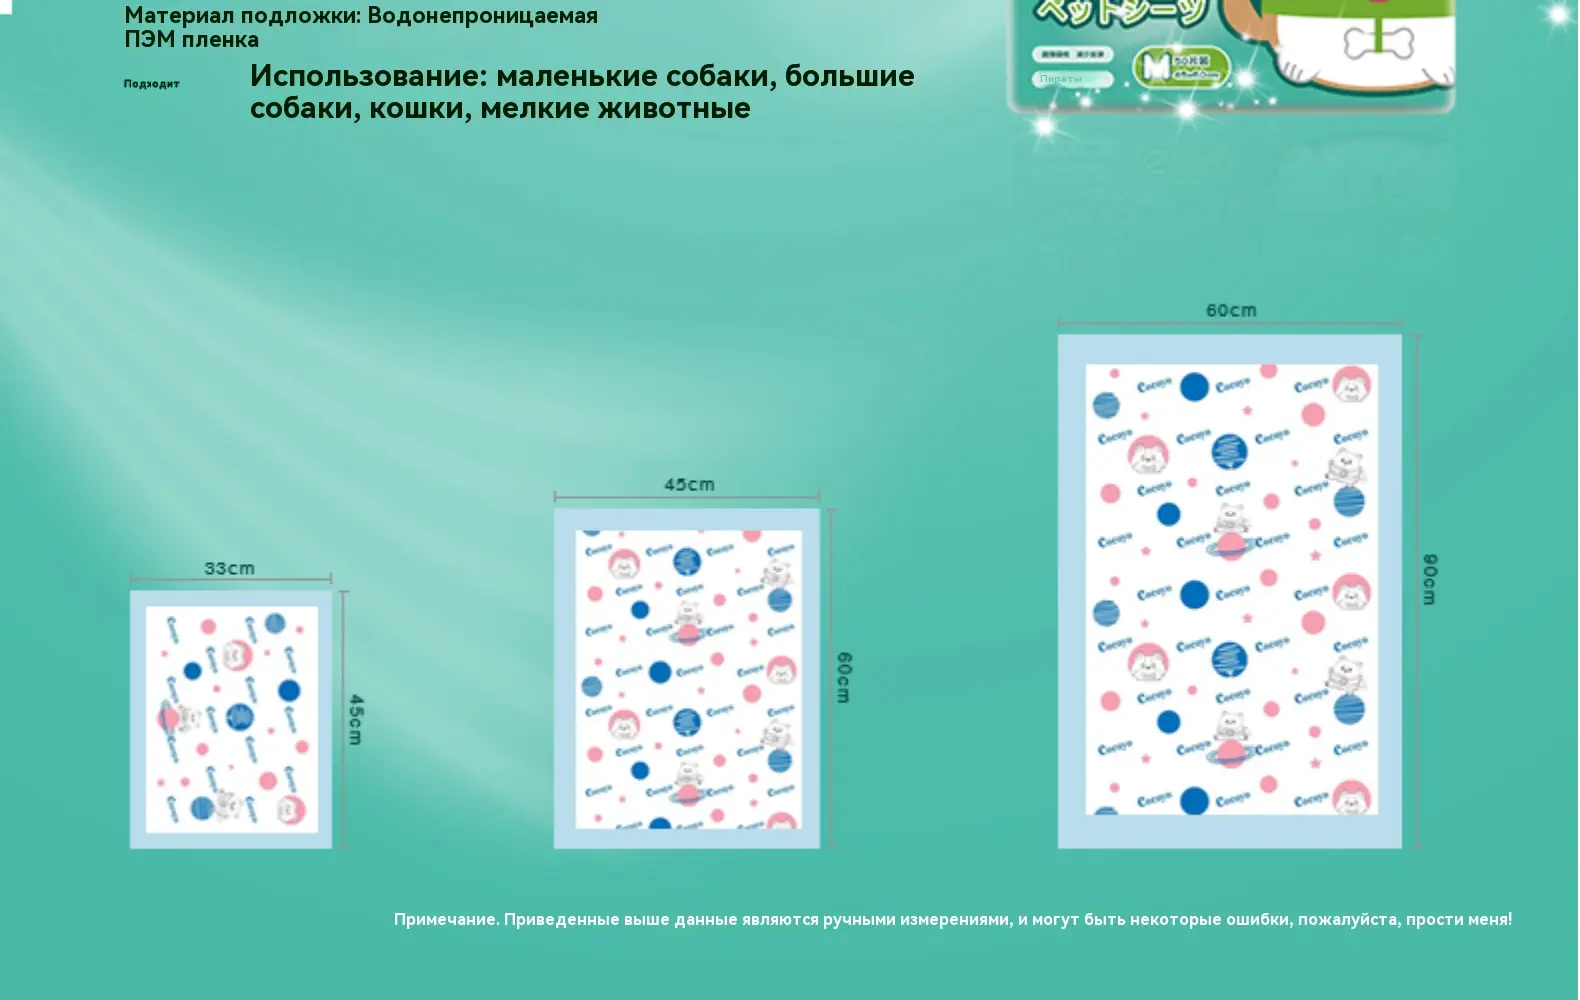 Материал подложки: Водонепроницаемая
ПЭМ пленка
Подходит
Использование: маленькие собаки, большие
собаки, кошки, мелкие животные
ペットシーツ
M
Пираты
60cm
90cm
45cm
60cm
33cm
45cm
Cocoyo
Примечание. Приведенные выше данные являются ручными измерениями, и могут быть некоторые ошибки, пожалуйста, прости меня!